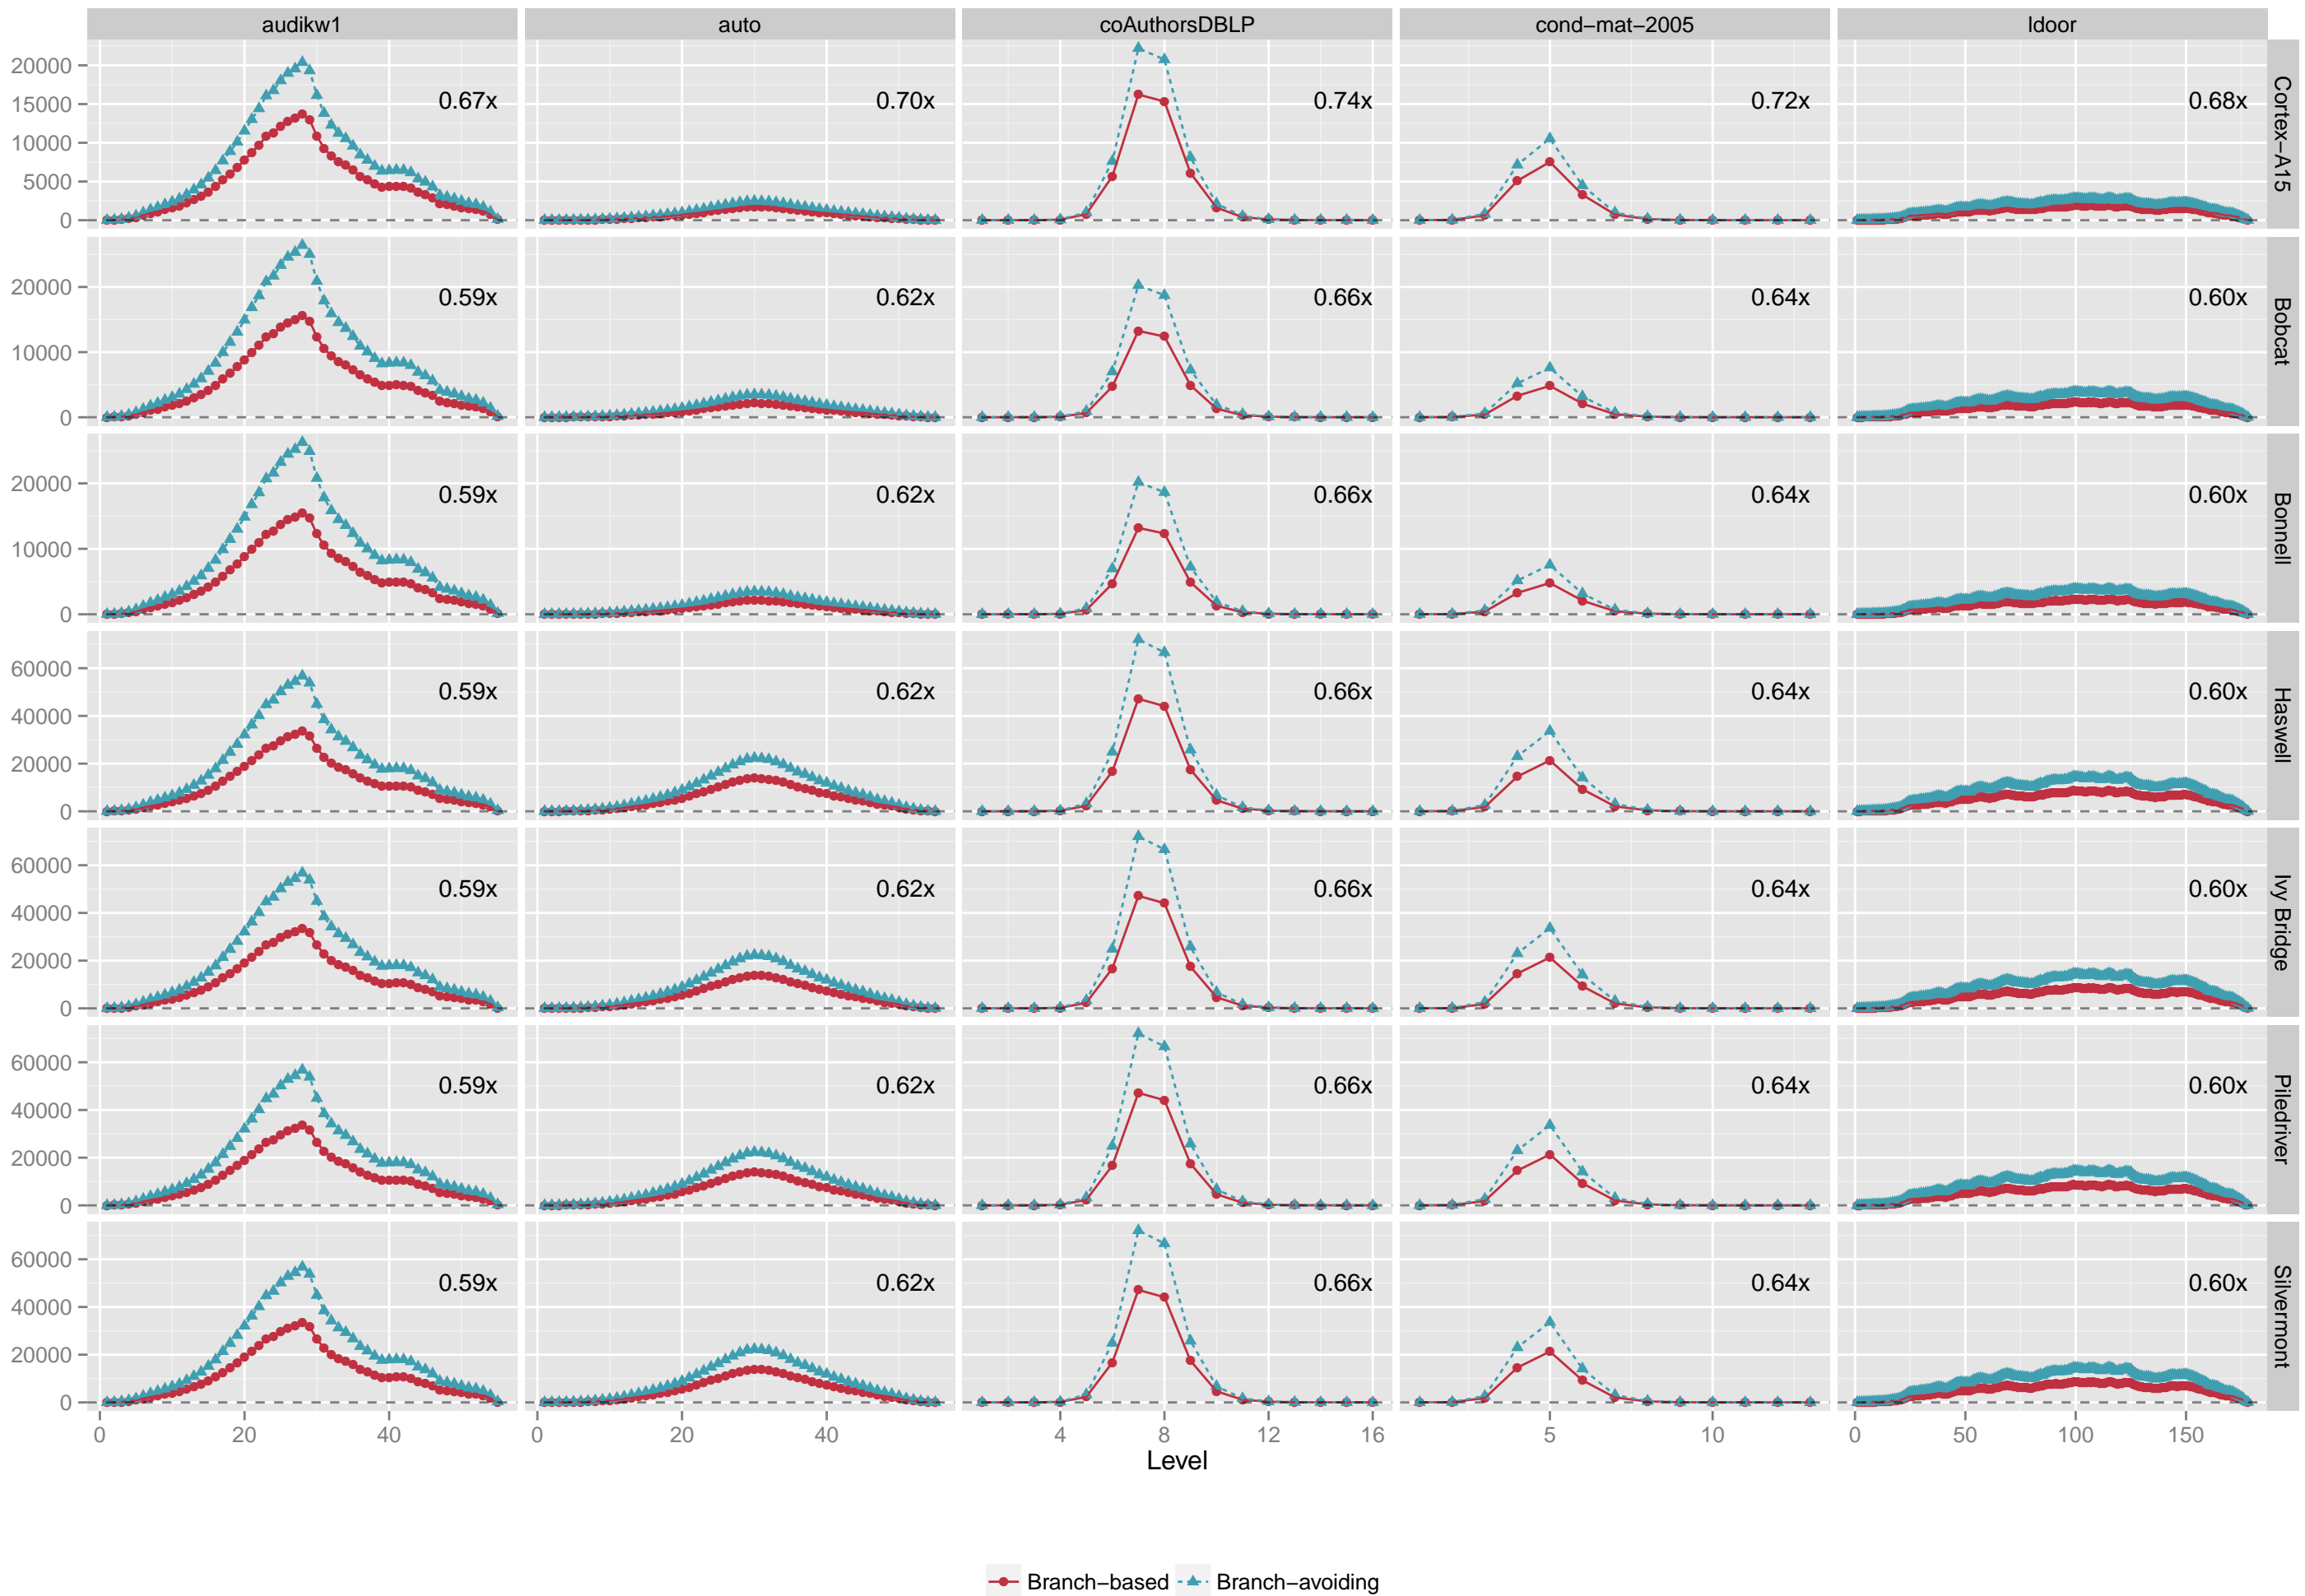 audikw1 auto coAuthorsDBLP cond−mat−2005 ldoor
20000
15000
10000
5000
0
0.67x 0.70x 0.74x 0.72x 0.68x
Cortex−A15
20000
10000
0
0.59x 0.62x 0.66x 0.64x 0.60x
Bobcat
20000
10000
0
0.59x 0.62x 0.66x 0.64x 0.60x
Bonnell
60000
40000
20000
0
0.59x 0.62x 0.66x 0.64x 0.60x
Haswell
60000
40000
20000
0
0.59x 0.62x 0.66x 0.64x 0.60x
Ivy Bridge
60000
40000
20000
0
0.59x 0.62x 0.66x 0.64x 0.60x
Piledriver
60000
40000
20000
0
0.59x 0.62x 0.66x 0.64x 0.60x
Silvermont
0 20 40 0 20 40 4 8 12 16 5 10 0 50 100 150
Level
Branch−based Branch−avoiding